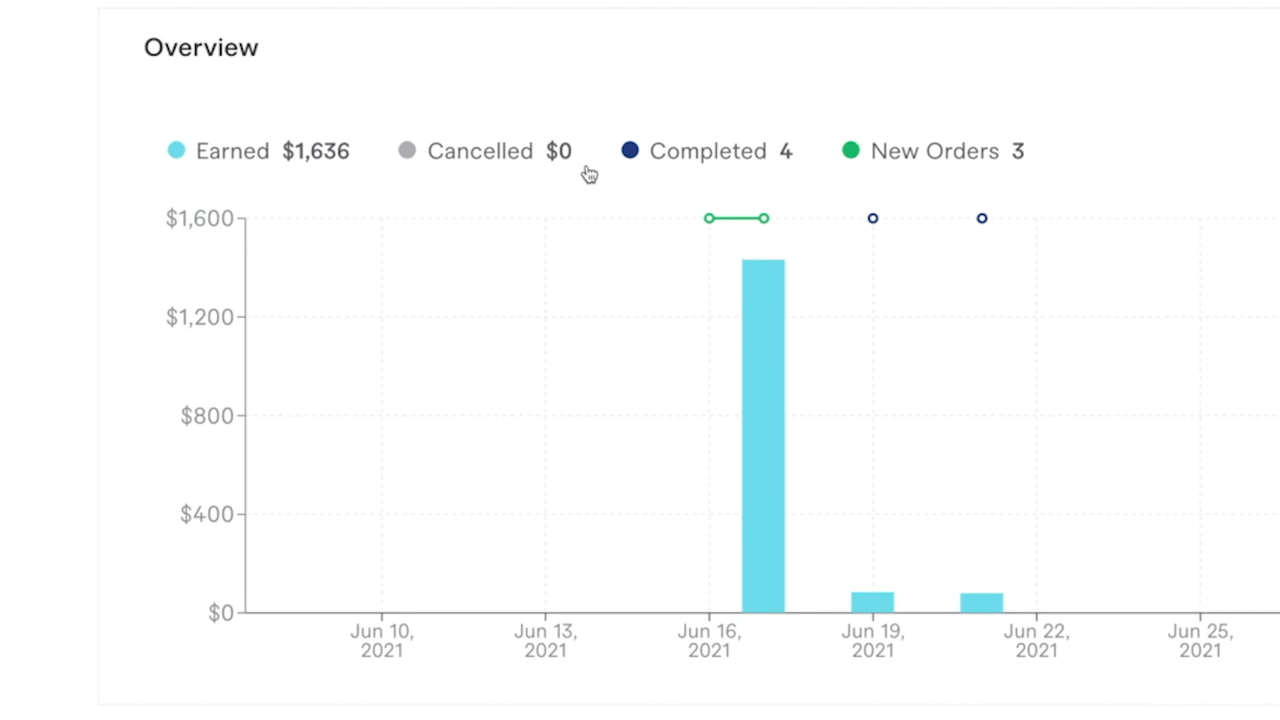 Overview
Earned $1,636 Cancelled $0 Completed 4 New Orders 3
$1,600
$1,200
$800
$400
$0
Jun 10, 2021
Jun 13, 2021
Jun 16, 2021
Jun 19, 2021
Jun 22, 2021
Jun 25, 2021